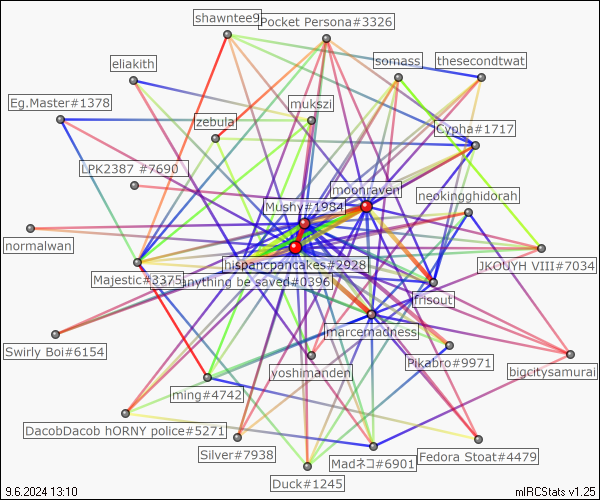 shawntee9
Pocket Persona#3326
eliakith
somass
thesecondtwat
Eg.Master#1378
mukszi
zebula
Cypha#1717
LPK2387 #7690
moonraven
neokingghidorah
Mushy#1984
normalwan
hispancpancakes#2928
JKOUYH VIII#7034
Majestic#3375
anything be saved#0396
frisout
marcemadness
Swirly Boi#6154
Pikabro#9971
yoshimanden
bigcitysamurai
ming#4742
DacobDacob hORNY police#5271
Silver#7938
Madネコ#6901
Fedora Stoat#4479
Duck#1245
9.6.2024 13:10
mIRCStats v1.25